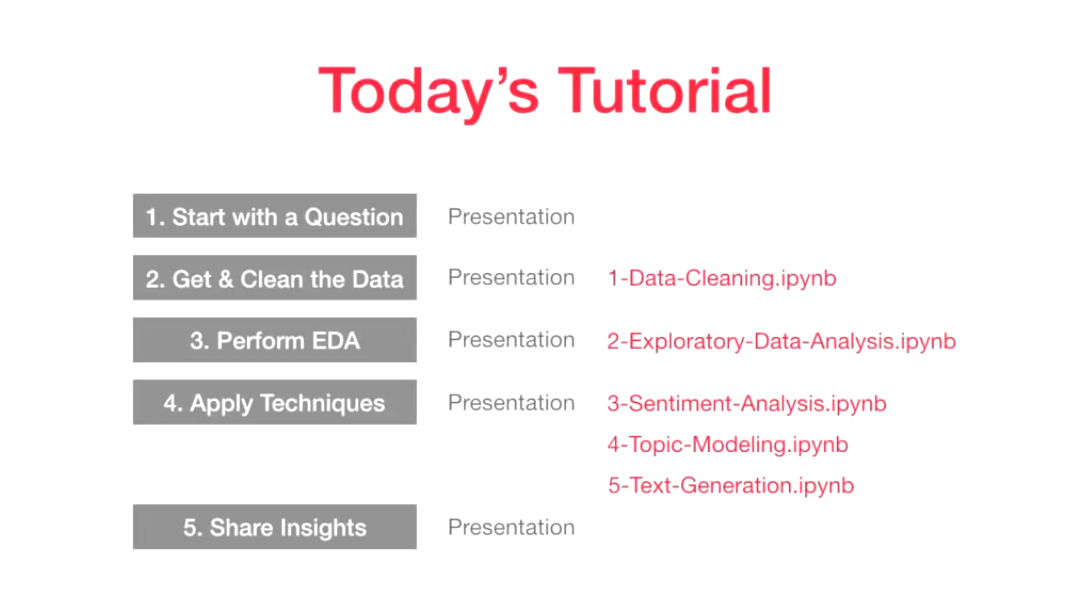 Today’s Tutorial
1. Start with a Question Presentation
2. Get & Clean the Data Presentation 1-Data-Cleaning.ipynb
3. Perform EDA Presentation 2-Exploratory-Data-Analysis.ipynb
4. Apply Techniques Presentation 3-Sentiment-Analysis.ipynb
4-Topic-Modeling.ipynb
5-Text-Generation.ipynb
5. Share Insights Presentation